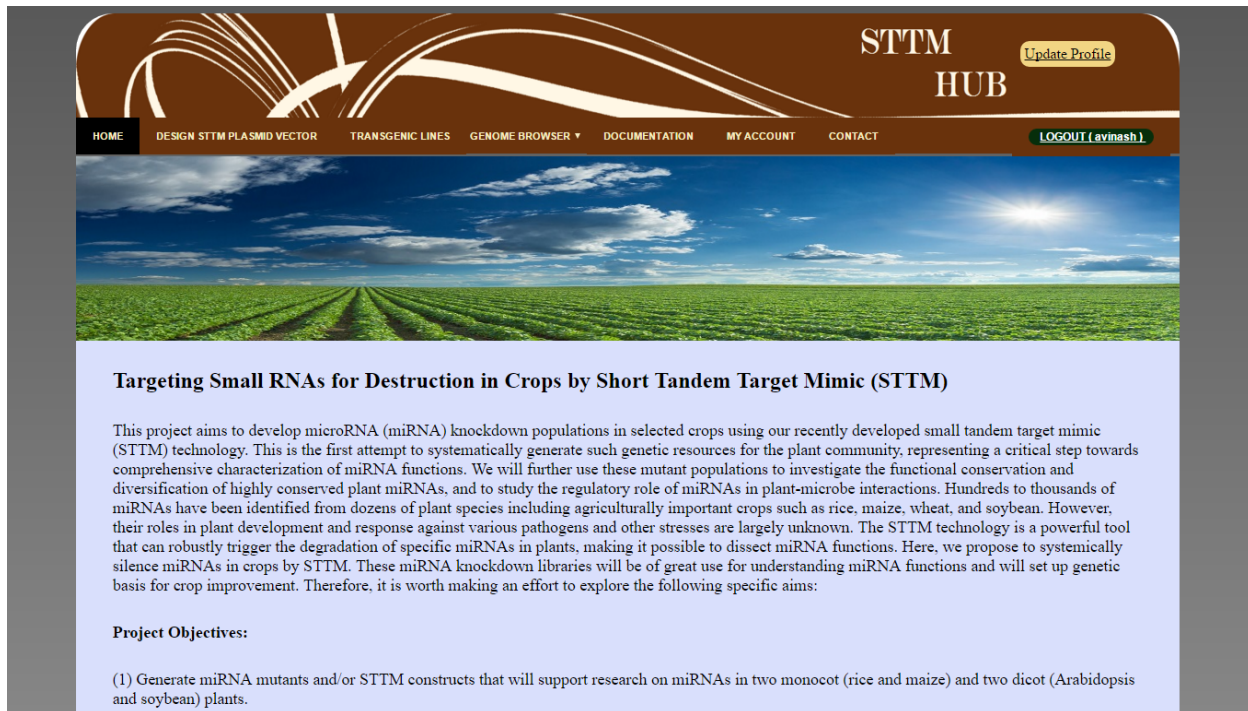 STTM
HUB
Update Profile
HOME
DESIGN STTM PLASMID VECTOR
TRANSGENIC LINES
GENOME BROWSER ▼
DOCUMENTATION
MY ACCOUNT
CONTACT
LOGOUT ( avinash )
Targeting Small RNAs for Destruction in Crops by Short Tandem Target Mimic (STTM)
This project aims to develop microRNA (miRNA) knockdown populations in selected crops using our recently developed small tandem target mimic
(STTM) technology. This is the first attempt to systematically generate such genetic resources for the plant community, representing a critical step towards
comprehensive characterization of miRNA functions. We will further use these mutant populations to investigate the functional conservation and
diversification of highly conserved plant miRNAs, and to study the regulatory role of miRNAs in plant-microbe interactions. Hundreds to thousands of
miRNAs have been identified from dozens of plant species including agriculturally important crops such as rice, maize, wheat, and soybean. However,
their roles in plant development and response against various pathogens and other stresses are largely unknown. The STTM technology is a powerful tool
that can robustly trigger the degradation of specific miRNAs in plants, making it possible to dissect miRNA functions. Here, we propose to systemically
silence miRNAs in crops by STTM. These miRNA knockdown libraries will be of great use for understanding miRNA functions and will set up genetic
basis for crop improvement. Therefore, it is worth making an effort to explore the following specific aims:
Project Objectives:
(1) Generate miRNA mutants and/or STTM constructs that will support research on miRNAs in two monocot (rice and maize) and two dicot (Arabidopsis
and soybean) plants.